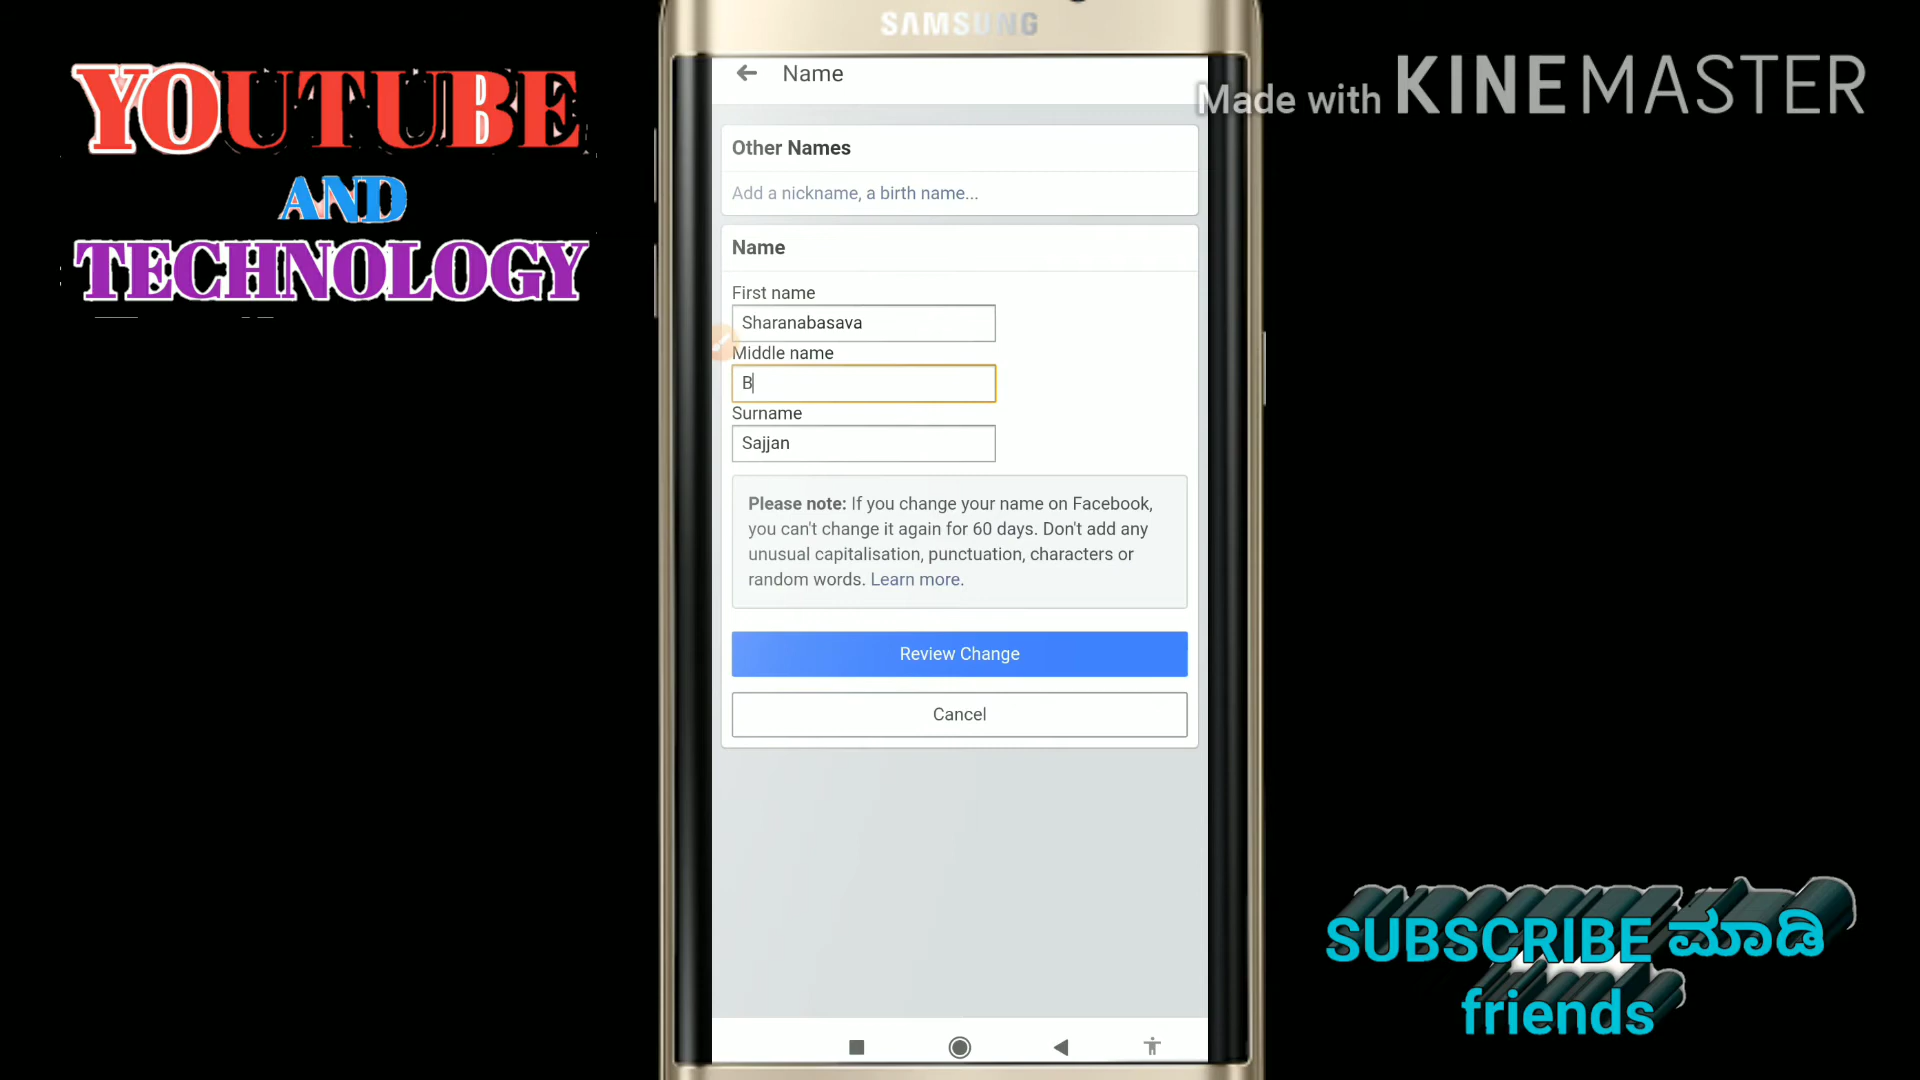 YOUTUBE
AND
TECHNOLOGY
SAMSUNG
Made with KINEMASTER
Name
Other Names
Add a nickname, a birth name...
Name
First name
Sharanabasava
Middle name
B
Surname
Sajjan
Please note: If you change your name on Facebook,
you can't change it again for 60 days. Don't add any
unusual capitalisation, punctuation, characters or
random words. Learn more.
Review Change
Cancel
SUBSCRIBE ಮಾಡಿ
friends